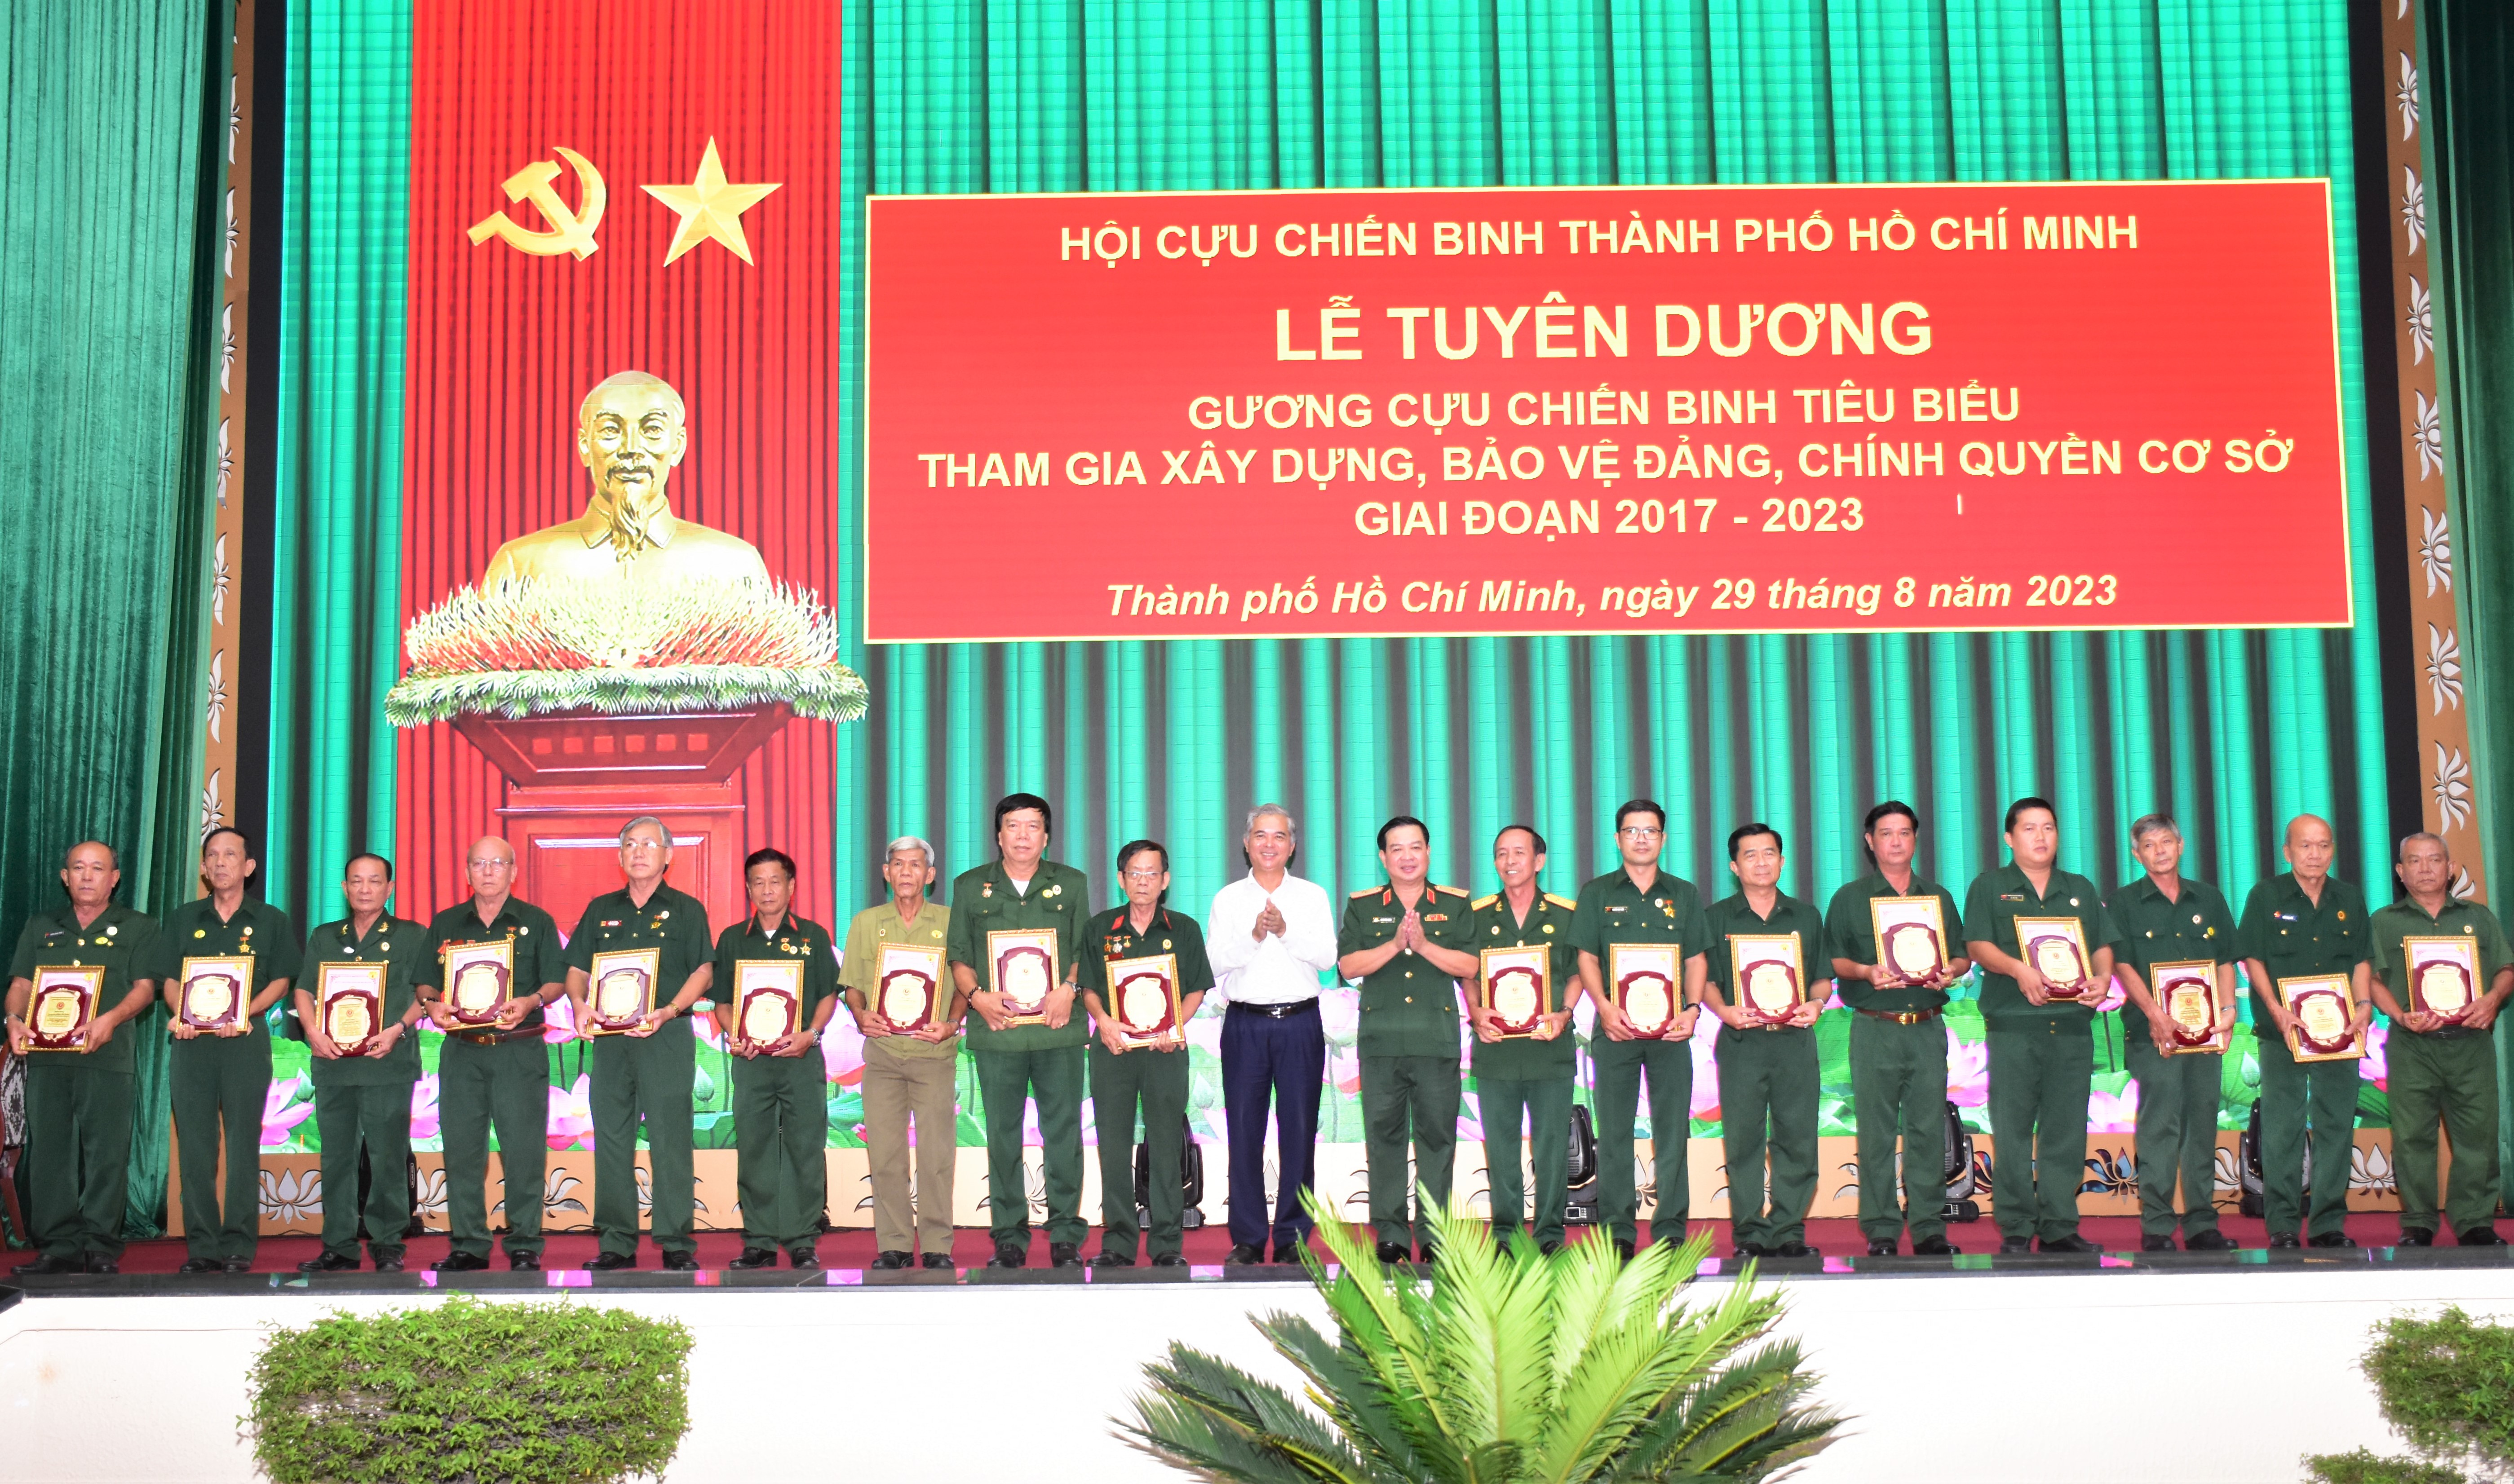 HỘI CỰU CHIẾN BINH THÀNH PHỐ HỒ CHÍ MINH
LỄ TUYÊN DƯƠNG
GƯƠNG CỰU CHIẾN BINH TIÊU BIỂU
THAM GIA XÂY DỰNG, BẢO VỆ ĐẢNG, CHÍNH QUYỀN CƠ SỞ
GIAI ĐOẠN 2017 - 2023
Thành phố Hồ Chí Minh, ngày 29 tháng 8 năm 2023